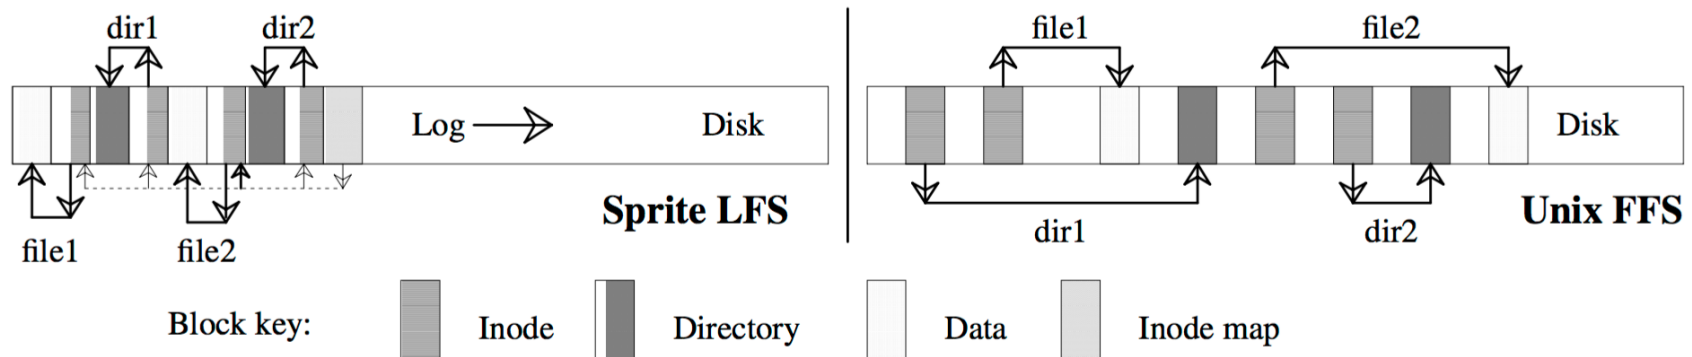 dir1 dir2 file1 file2
Log Disk Disk
Sprite LFS Unix FFS
dir1 dir2
file1 file2
Block key: Inode Directory Data Inode map